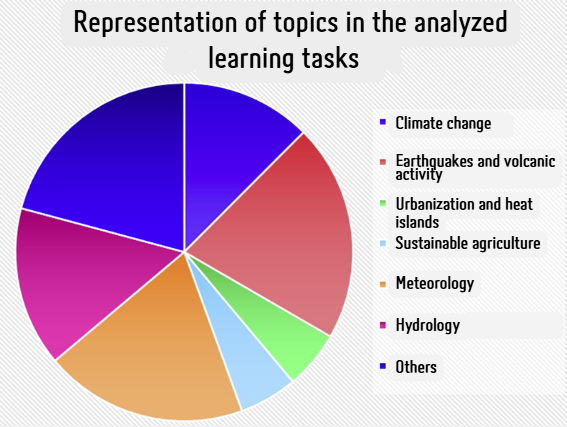 Representation of topics in the analyzed
learning tasks
Climate change
Earthguakes and volcanic
activity
Urbanization and heat
islands
Sustainable agriculture
Meteorology
Hydrology
Others